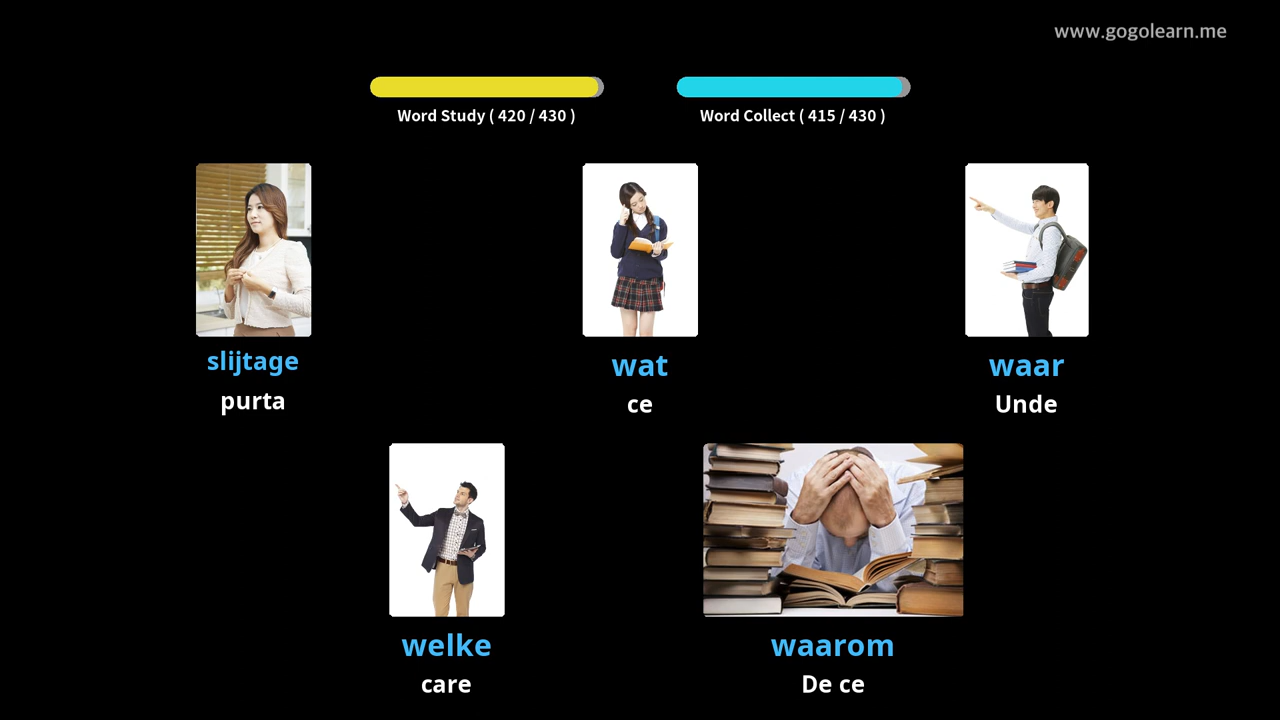 www.gogolearn.me
Word Study ( 420 / 430 )
Word Collect ( 415 / 430 )
slijtage
purta
wat
ce
waar
Unde
welke
care
waarom
De ce